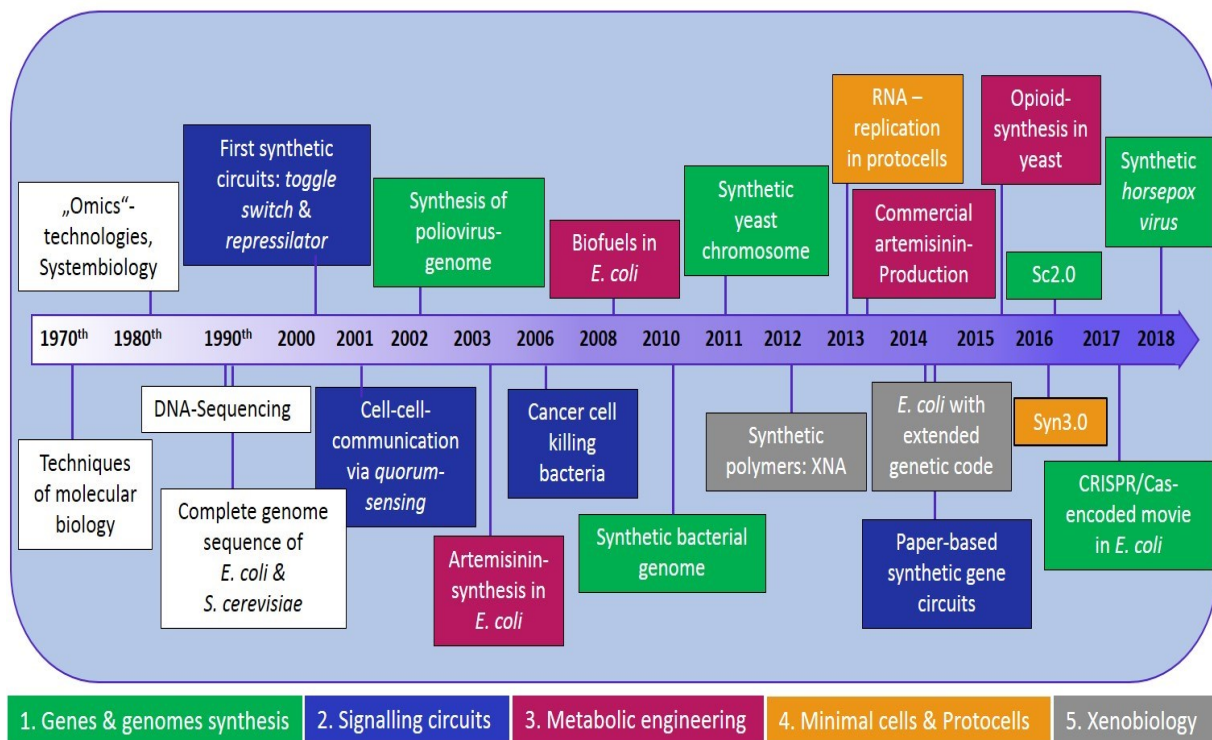 RNA –
replication
in protocells
Opioid-
synthesis in
yeast
First synthetic
circuits: toggle
switch &
repressilator
Synthesis of
poliovirus-
genome
Synthetic
yeast
chromosome
Synthetic
horsepox
virus
„Omics“-
technologies,
Systembiology
Biofuels in
E. coli
Commercial
artemisinin-
Production
Sc2.0
1970th 1980th 1990th 2000 2001 2002 2003 2006 2008 2010 2011 2012 2013 2014 2015 2016 2017 2018
DNA-Sequencing
Techniques
of molecular
biology
Complete genome
sequence of
E. coli &
S. cerevisiae
Cell-cell-
communication
via quorum-
sensing
Artemisinin-
synthesis in
E. coli
Cancer cell
killing
bacteria
Synthetic bacterial
genome
Synthetic
polymers: XNA
E. coli with
extended
genetic code
Paper-based
synthetic gene
circuits
Syn3.0
CRISPR/Cas-
encoded movie
in E. coli
1. Genes & genomes synthesis
2. Signalling circuits
3. Metabolic engineering
4. Minimal cells & Protocells
5. Xenobiology